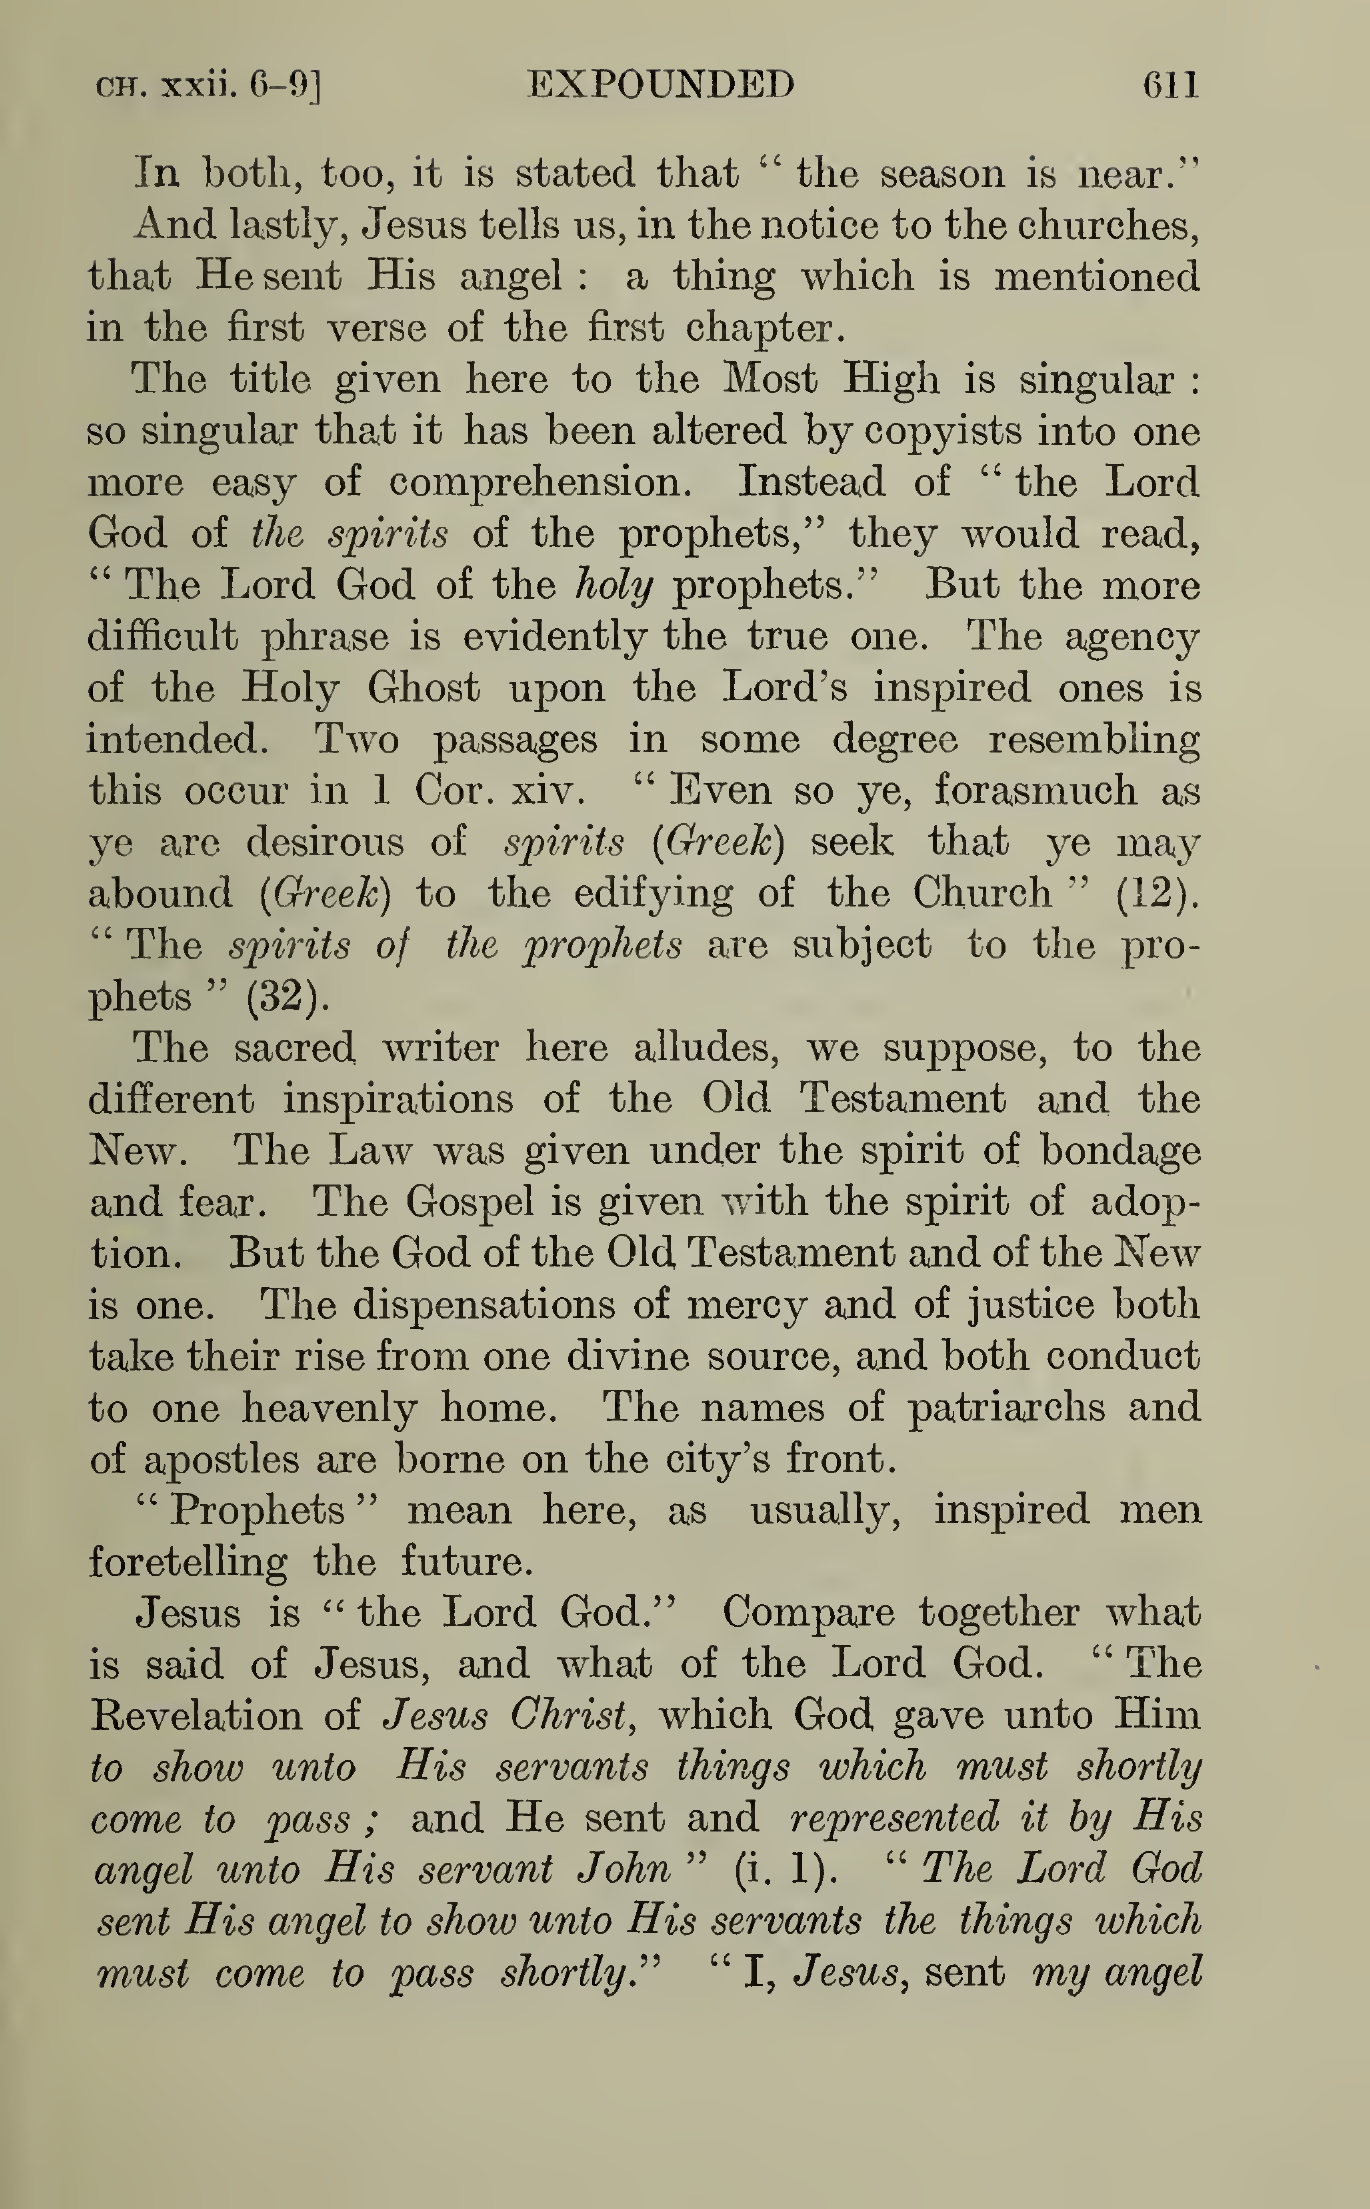 CH. xxii. 6–9] EXPOUNDED 611
In both, too, it is stated that “ the season is near.”
And lastly, Jesus tells us, in the notice to the churches,
that He sent His angel : a thing which is mentioned
in the first verse of the first chapter.
The title given here to the Most High is singular :
so singular that it has been altered by copyists into one
more easy of comprehension. Instead of “ the Lord
God of the spirits of the prophets,” they would read,
“ The Lord God of the holy prophets.” But the more
difficult phrase is evidently the true one. The agency
of the Holy Ghost upon the Lord’s inspired ones is
intended. Two passages in some degree resembling
this occur in 1 Cor. xiv. “ Even so ye, forasmuch as
ye are desirous of spirits (Greek) seek that ye may
abound (Greek) to the edifying of the Church ” (12).
“ The spirits of the prophets are subject to the pro-
phets ” (32).
The sacred writer here alludes, we suppose, to the
different inspirations of the Old Testament and the
New. The Law was given under the spirit of bondage
and fear. The Gospel is given with the spirit of adop-
tion. But the God of the Old Testament and of the New
is one. The dispensations of mercy and of justice both
take their rise from one divine source, and both conduct
to one heavenly home. The names of patriarchs and
of apostles are borne on the city’s front.
“ Prophets ” mean here, as usually, inspired men
foretelling the future.
Jesus is “ the Lord God.” Compare together what
is said of Jesus, and what of the Lord God. “ The
Revelation of Jesus Christ, which God gave unto Him
to show unto His servants things which must shortly
come to pass ; and He sent and represented it by His
angel unto His servant John ” (i. 1). “ The Lord God
sent His angel to show unto His servants the things which
must come to pass shortly.” “ I, Jesus, sent my angel